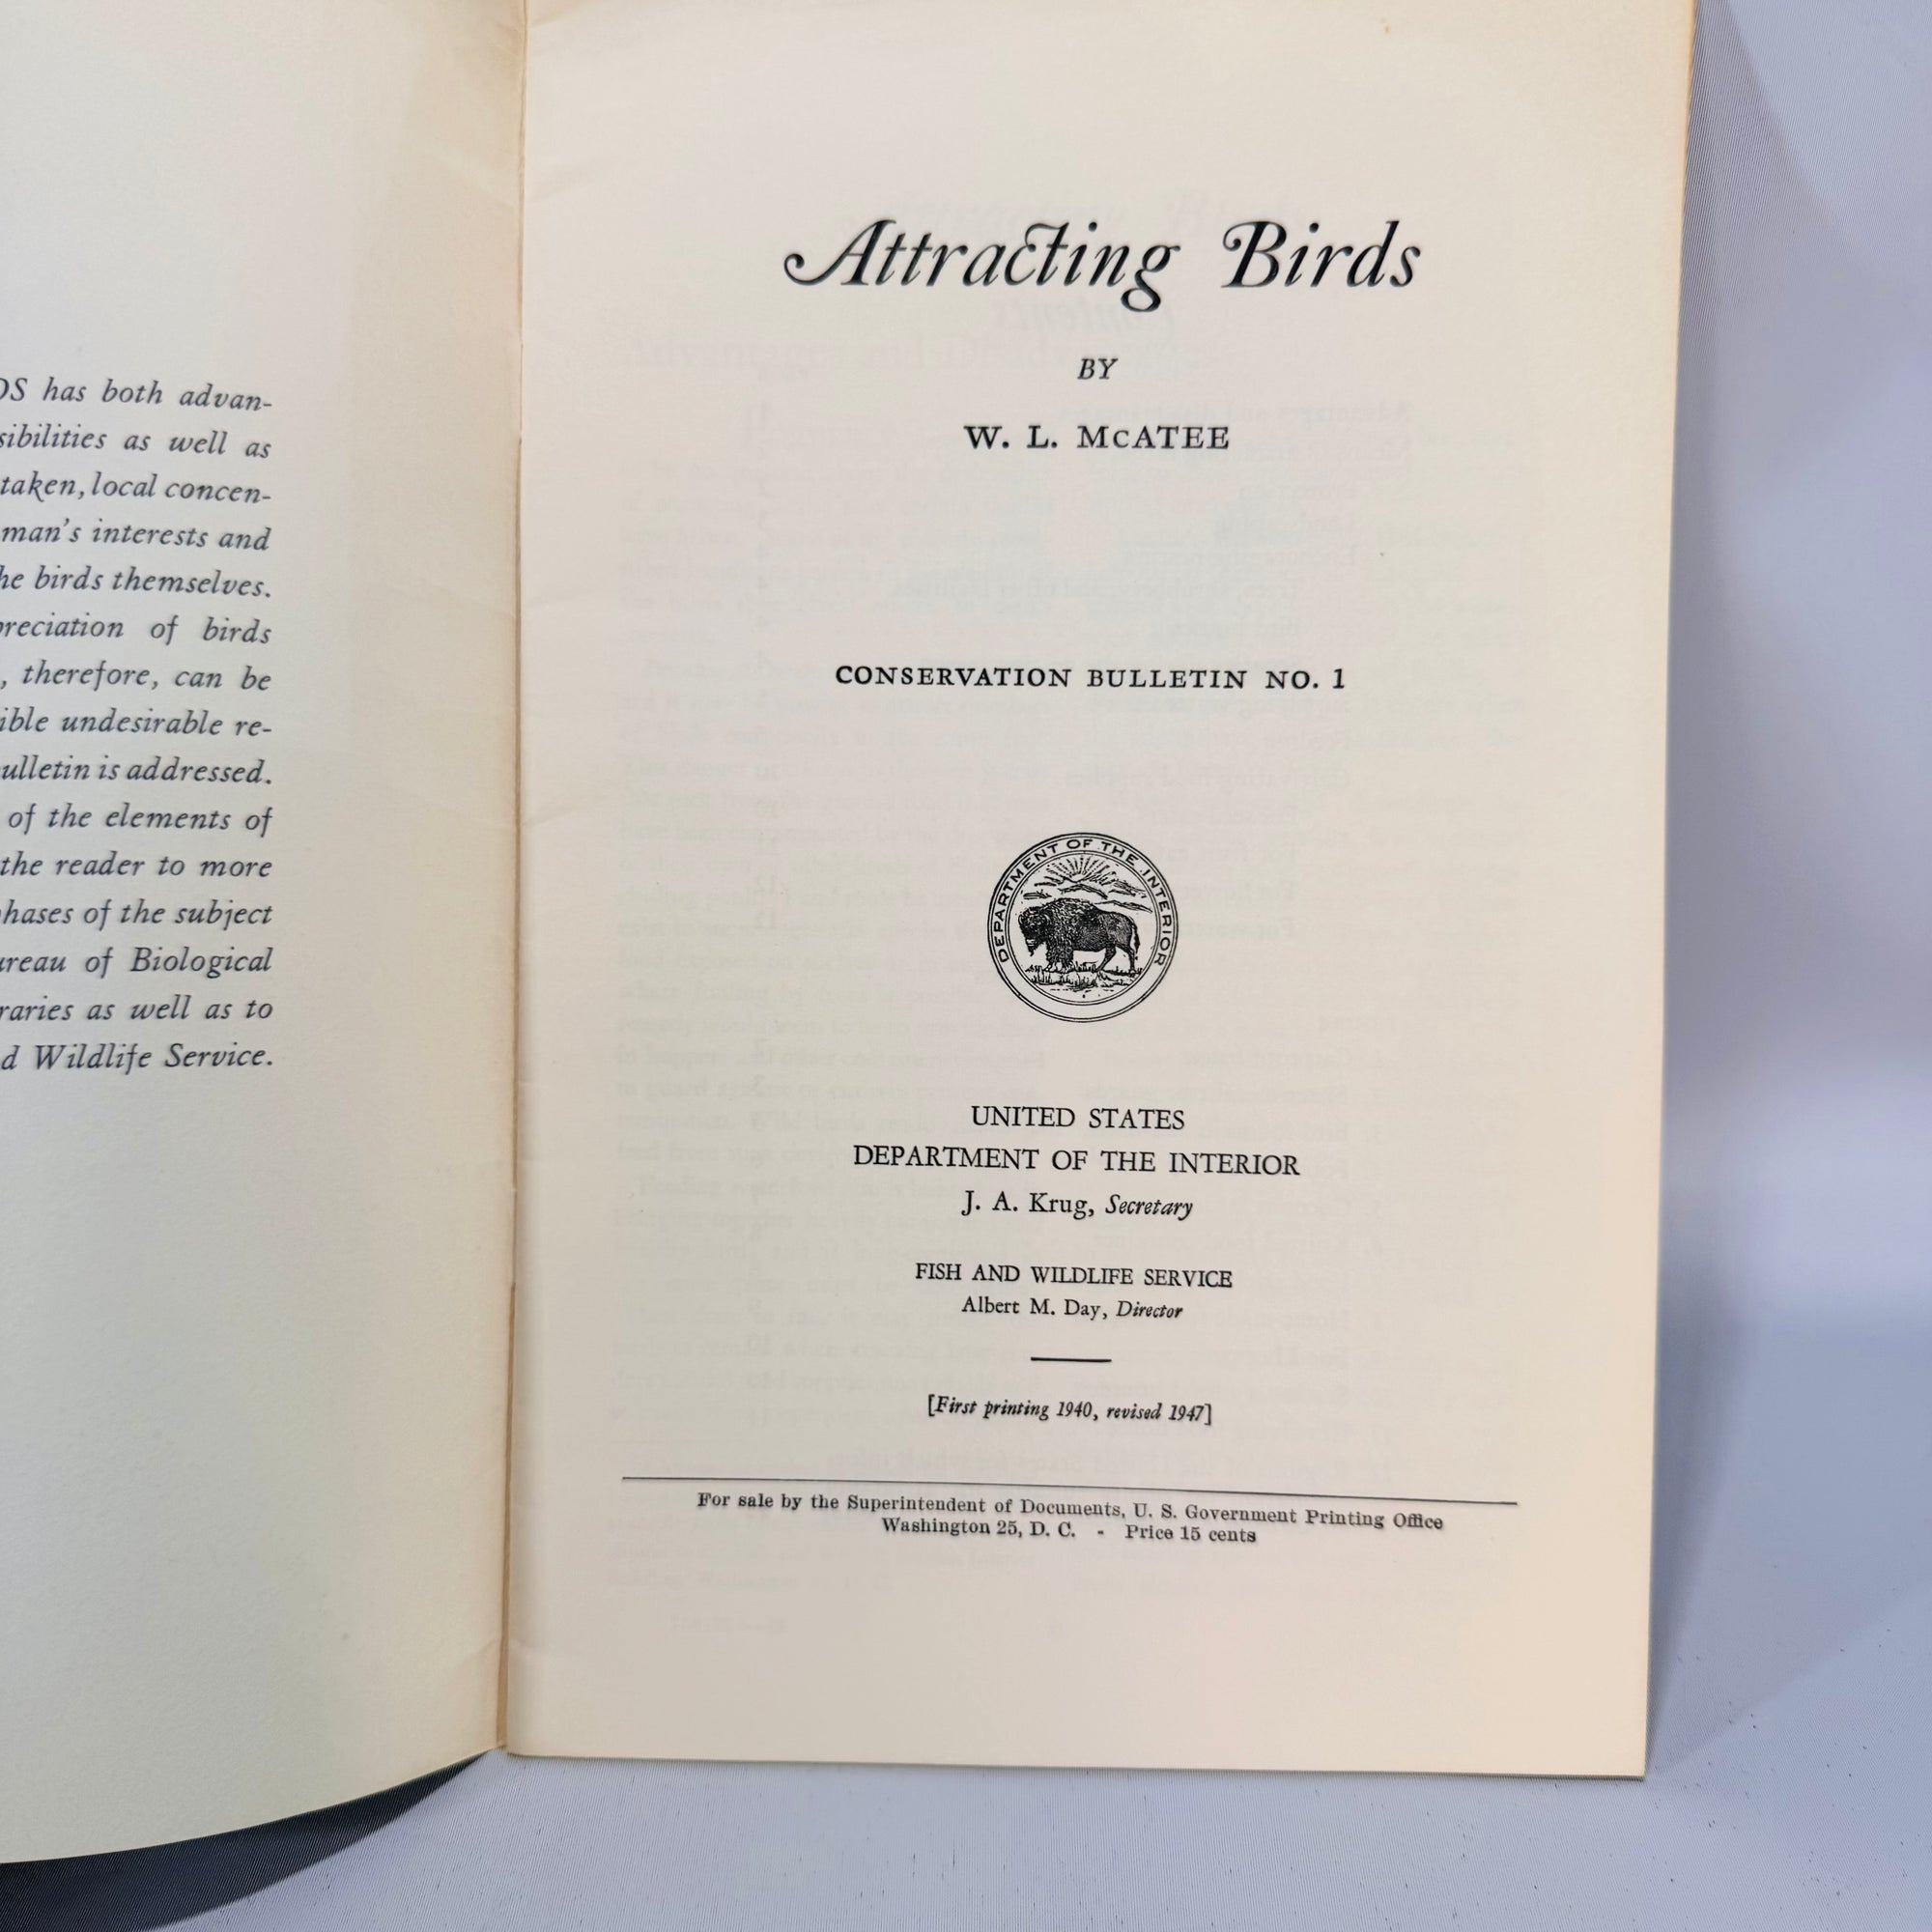 DS has both advan-
sibilities as well as
taken, local concen-
man's interests and
he birds themselves.
preciation of birds
, therefore, can be
ible undesirable re-
ulletin is addressed.
of the elements of
the reader to more
phases of the subject
ureau of Biological
raries as well as to
d Wildlife Service.
Attracting Birds
BY
W. L. McATEE
CONSERVATION BULLETIN NO. 1
DEPARTMENT OF THE INTERIOR
UNITED STATES
DEPARTMENT OF THE INTERIOR
J. A. Krug, Secretary
FISH AND WILDLIFE SERVICE
Albert M. Day, Director
[First printing 1940, revised 1947]
For sale by the Superintendent of Documents, U. S. Government Printing Office
Washington 25, D. C. - Price 15 cents